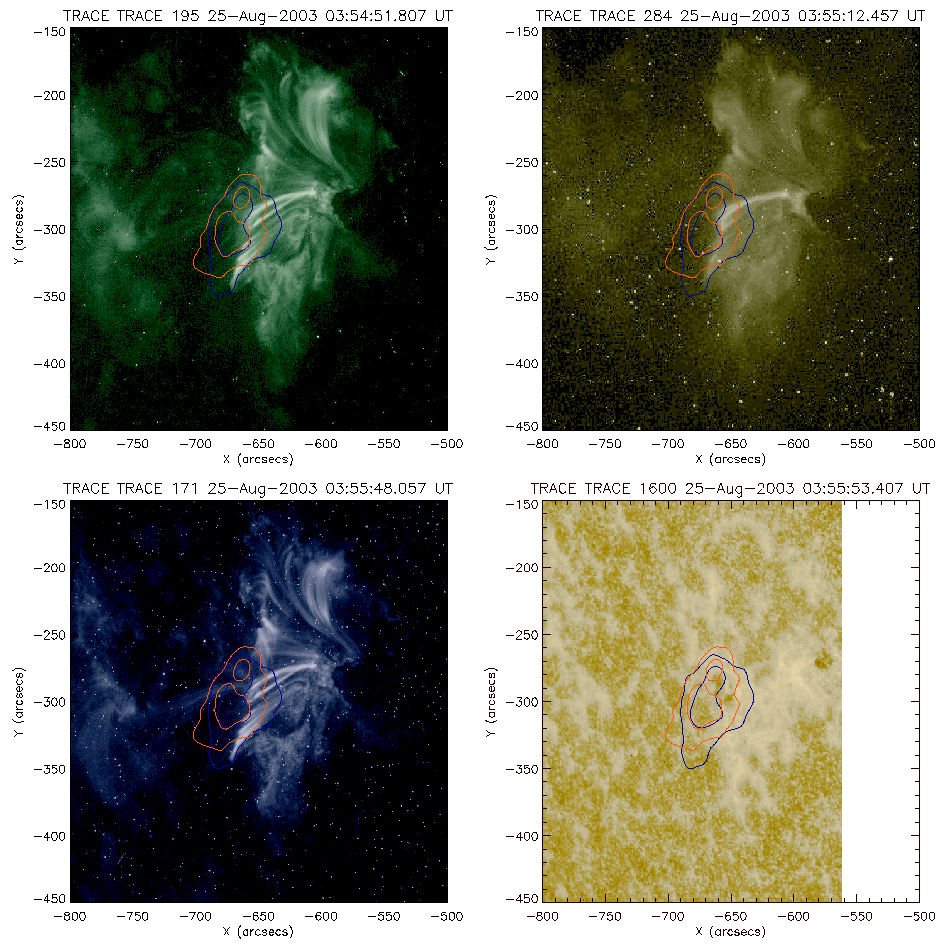 TRACE TRACE 195 25-Aug-2003 03:54:51.807 UT
-150
-200
-250
-300
-350
-400
-450
Y (arcsecs)
-800 -750 -700 -650 -600 -550 -500
X (arcsecs)
TRACE TRACE 284 25-Aug-2003 03:55:12.457 UT
-150
-200
-250
-300
-350
-400
-450
Y (arcsecs)
-800 -750 -700 -650 -600 -550 -500
X (arcsecs)
TRACE TRACE 171 25-Aug-2003 03:55:48.057 UT
-150
-200
-250
-300
-350
-400
-450
Y (arcsecs)
-800 -750 -700 -650 -600 -550 -500
X (arcsecs)
TRACE TRACE 1600 25-Aug-2003 03:55:53.407 UT
-150
-200
-250
-300
-350
-400
-450
Y (arcsecs)
-800 -750 -700 -650 -600 -550 -500
X (arcsecs)